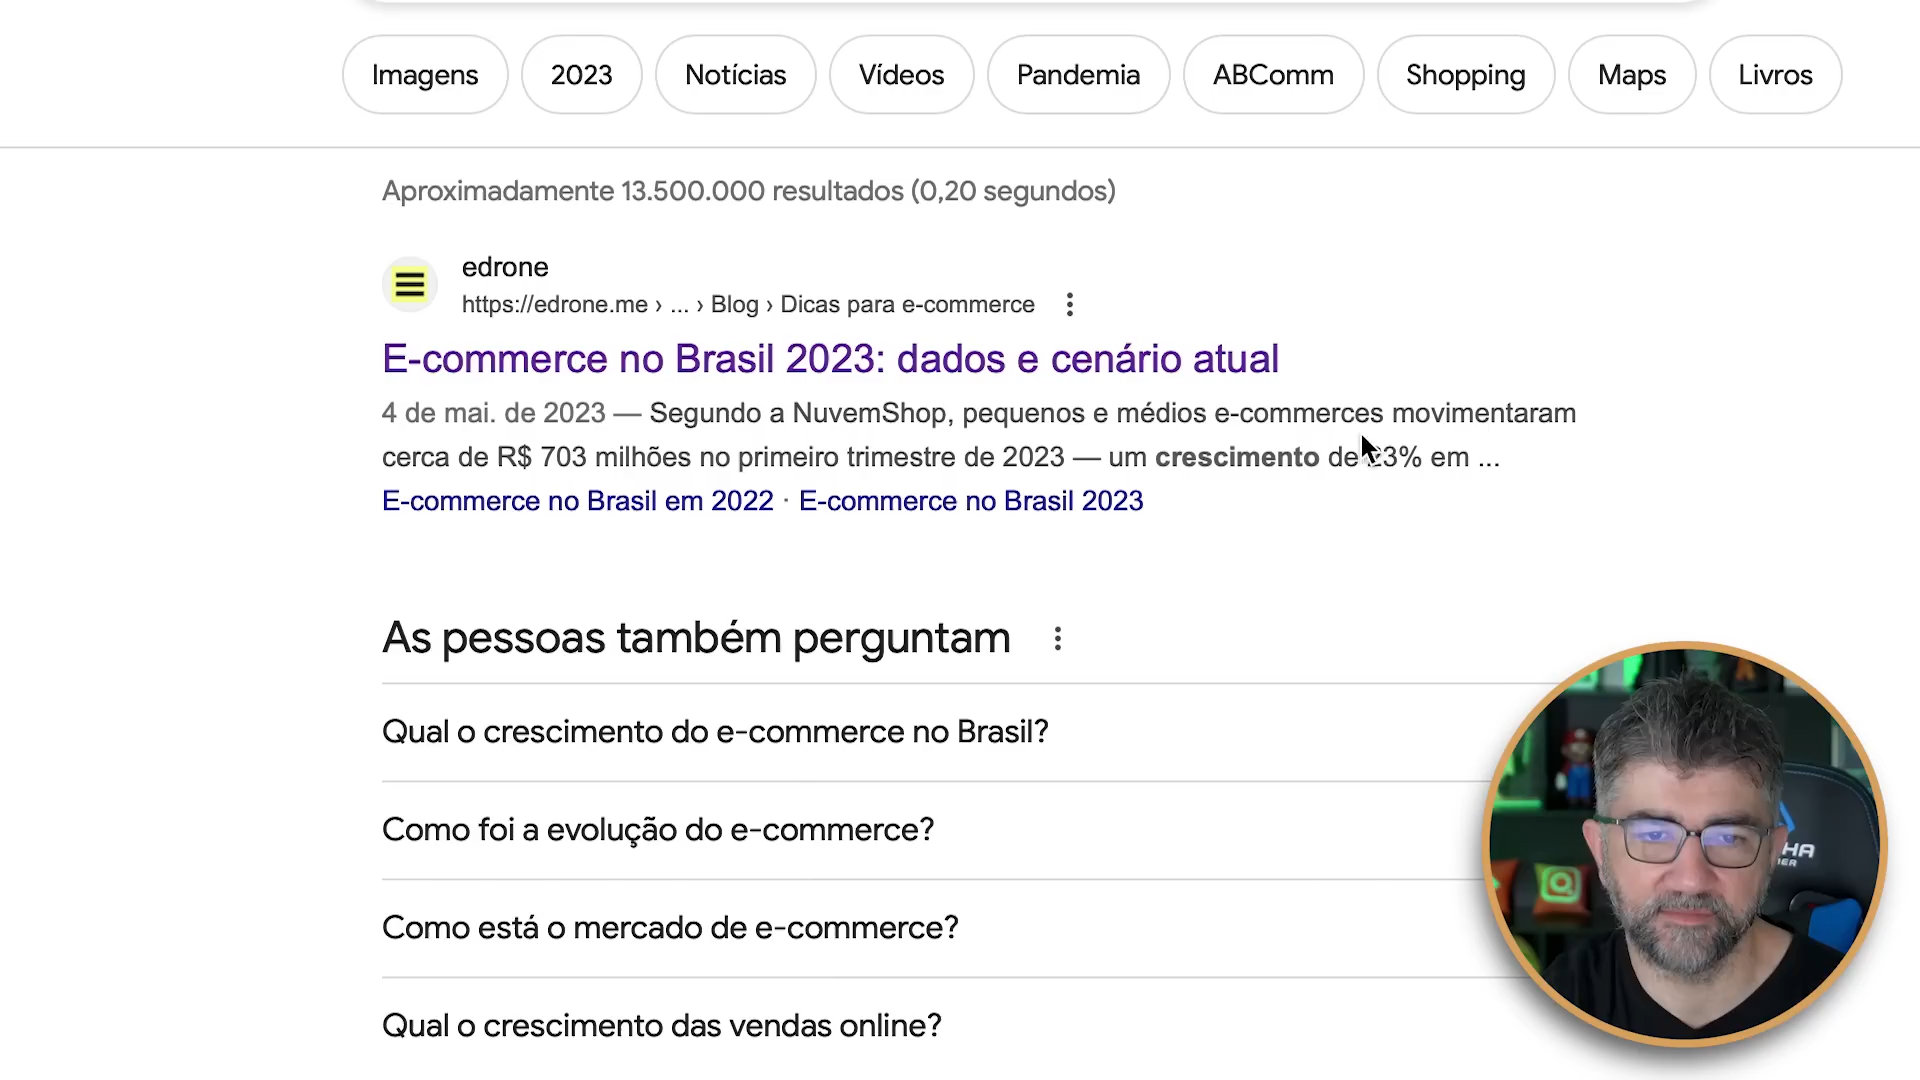 Imagens 2023 Notícias Vídeos Pandemia ABComm Shopping Maps Livros
Aproximadamente 13.500.000 resultados (0,20 segundos)
edrone
https://edrone.me › ... › Blog › Dicas para e-commerce
E-commerce no Brasil 2023: dados e cenário atual
4 de mai. de 2023 — Segundo a NuvemShop, pequenos e médios e-commerces movimentaram
cerca de R$ 703 milhões no primeiro trimestre de 2023 — um crescimento de em ...
E-commerce no Brasil em 2022 · E-commerce no Brasil 2023
As pessoas também perguntam
Qual o crescimento do e-commerce no Brasil?
Como foi a evolução do e-commerce?
Como está o mercado de e-commerce?
Qual o crescimento das vendas online?